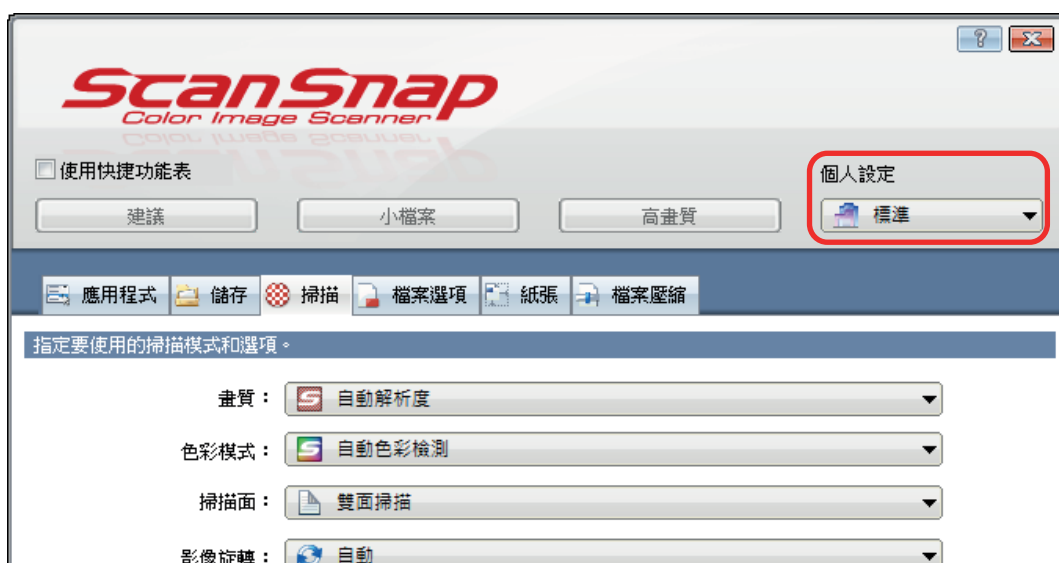 ScanSnap
Color Image Scanner
使用快捷功能表
個人設定
建議
小檔案
高畫質
標準
應用程式
儲存
掃描
檔案選項
紙張
檔案壓縮
指定要使用的掃描模式和選項。
畫質：
自動解析度
色彩模式：
自動色彩檢測
掃描面：
雙面掃描
影像旋轉：
自動